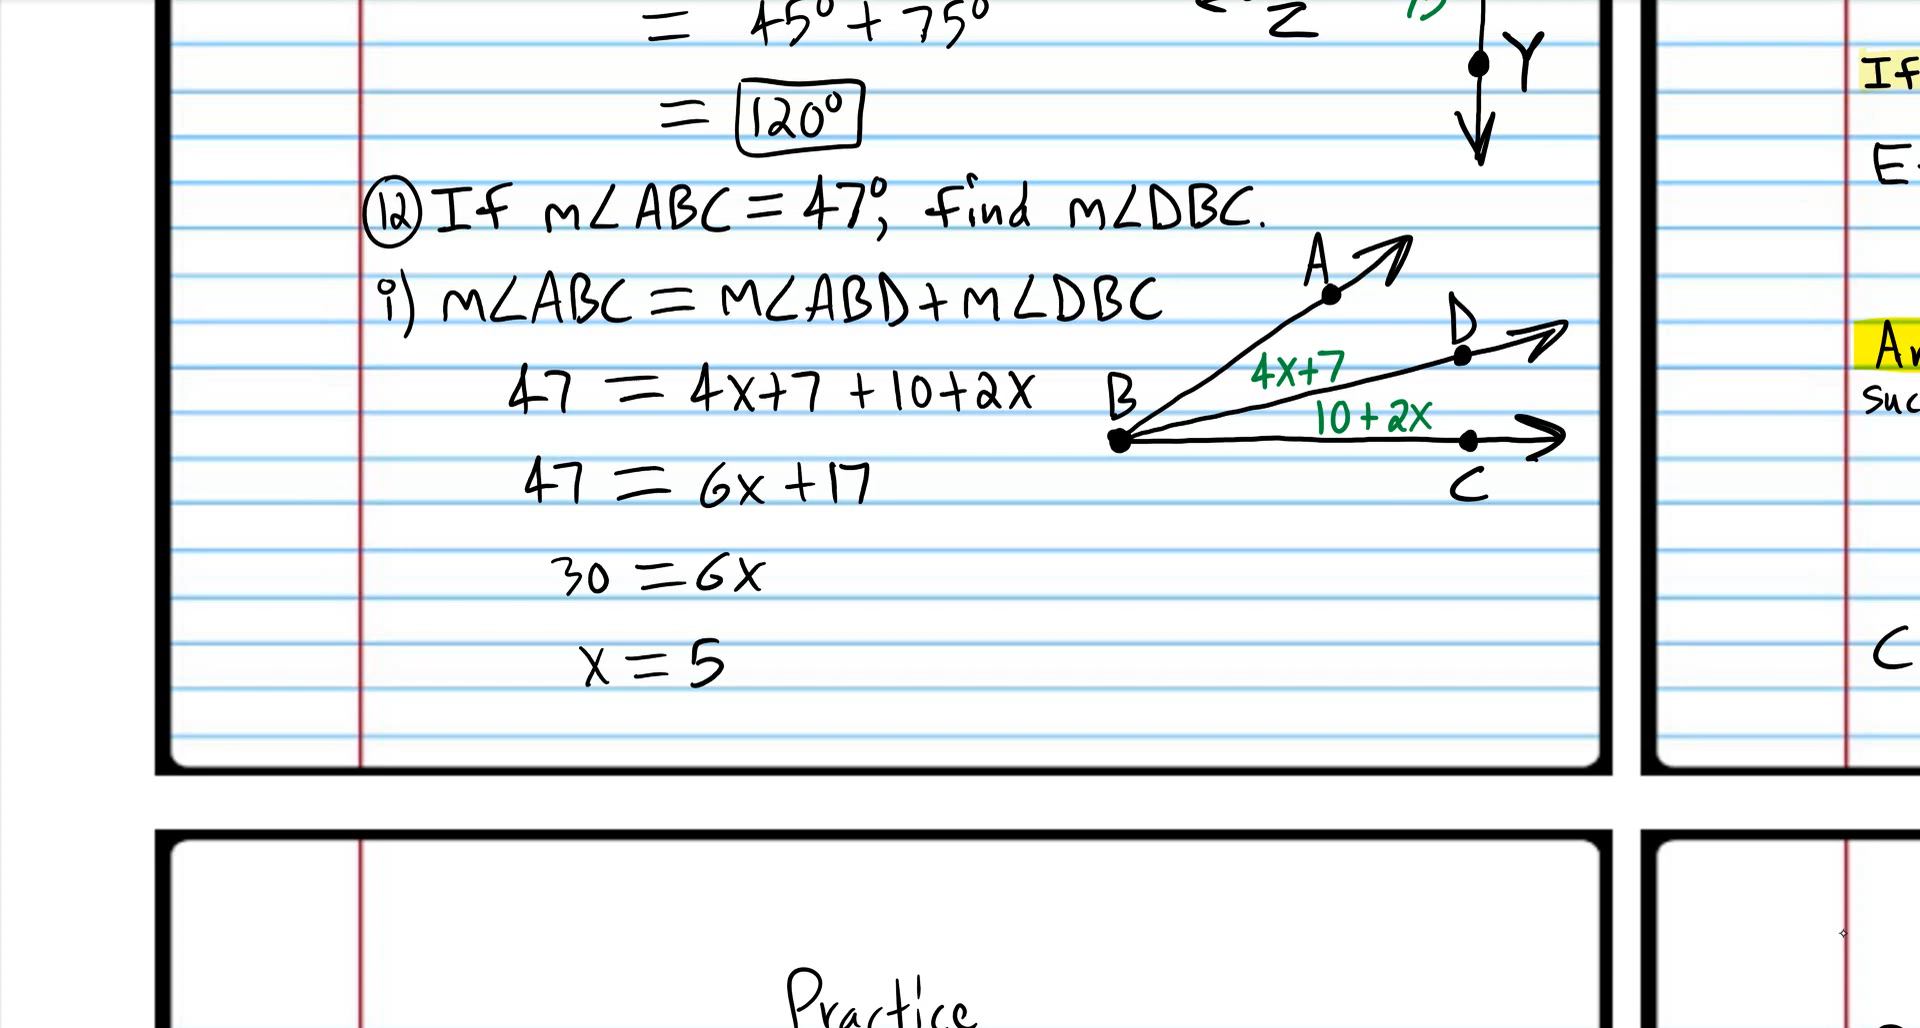 = 45° + 75°
Z
Y
= 120°
If
⑫ If m∠ABC = 47°, find m∠DBC.
A
i) m∠ABC = m∠ABD + m∠DBC
D
4x+7
B
47 = 4x+7 + 10+2x
10+2x
C
47 = 6x + 17
30 = 6x
C
x = 5
Practice